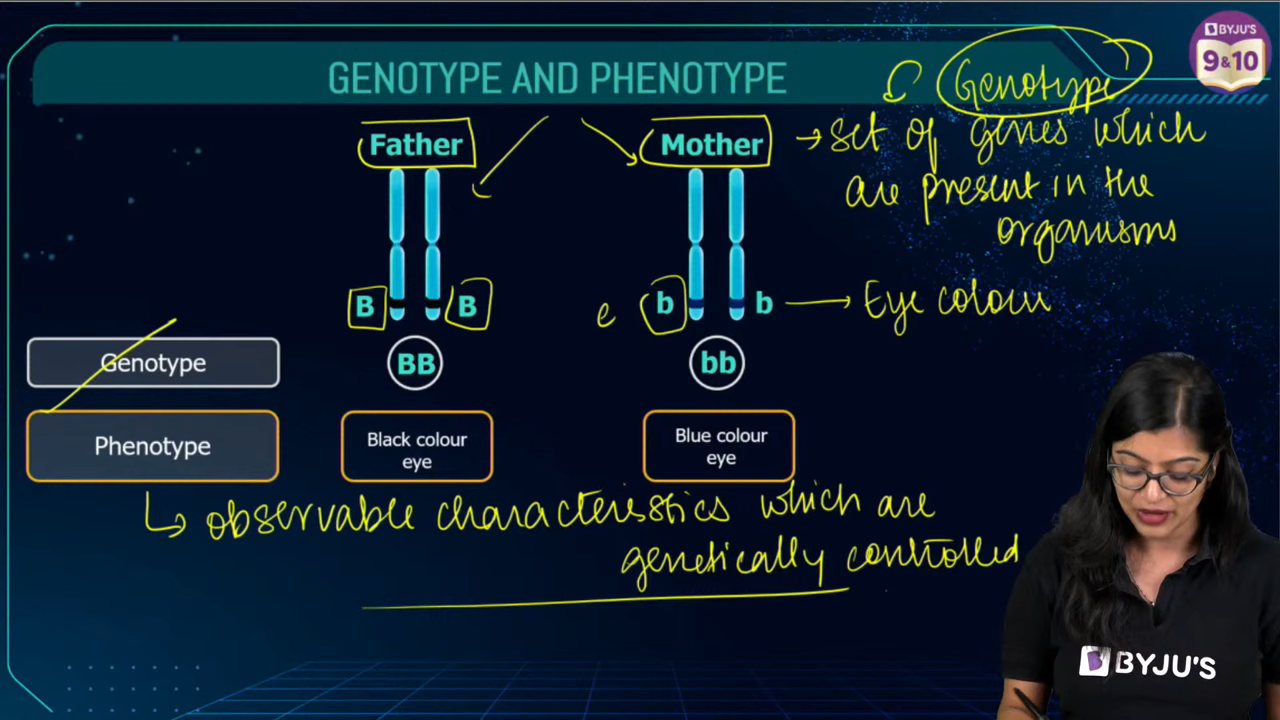 BYJU'S
9 & 10
GENOTYPE AND PHENOTYPE
Genotype
Father
Mother
→ set of genes which
are present in the
organisms
B B
e b b → Eye colour
Genotype
BB
bb
Phenotype
Black colour
eye
Blue colour
eye
↳ observable characteristics which are
genetically controlled
BYJU'S